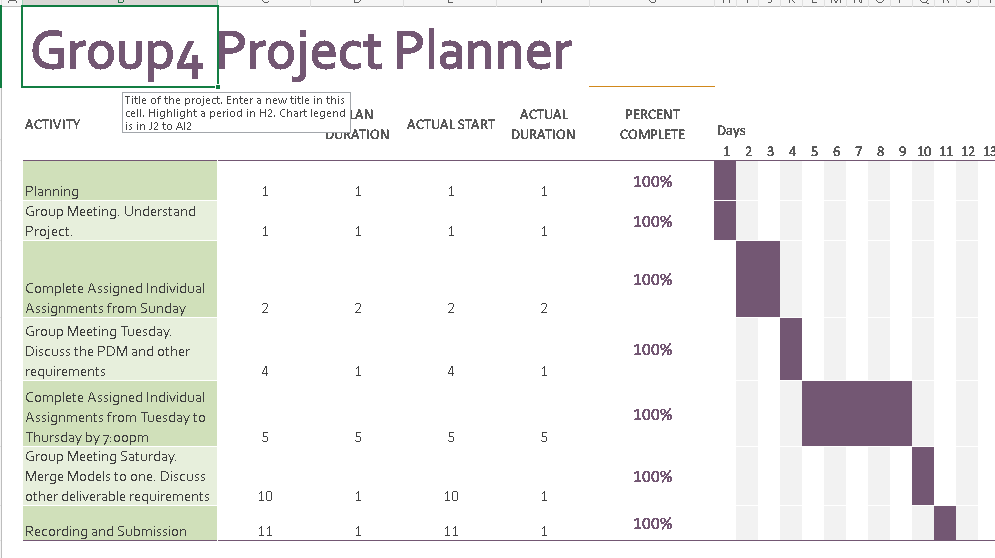 Group4 Project Planner
Title of the project. Enter a new title in this
cell. Highlight a period in H2. Chart legend
is in J2 to AI2
ACTIVITY
LAN
DURATION
ACTUAL START
ACTUAL
DURATION
PERCENT
COMPLETE
Days
1 2 3 4 5 6 7 8 9 10 11 12 13
Planning 1 1 1 1 100%
Group Meeting. Understand
Project. 1 1 1 1 100%
Complete Assigned Individual
Assignments from Sunday 2 2 2 2 100%
Group Meeting Tuesday.
Discuss the PDM and other
requirements 4 1 4 1 100%
Complete Assigned Individual
Assignments from Tuesday to
Thursday by 7:00pm 5 5 5 5 100%
Group Meeting Saturday.
Merge Models to one. Discuss
other deliverable requirements 10 1 10 1 100%
Recording and Submission 11 1 11 1 100%